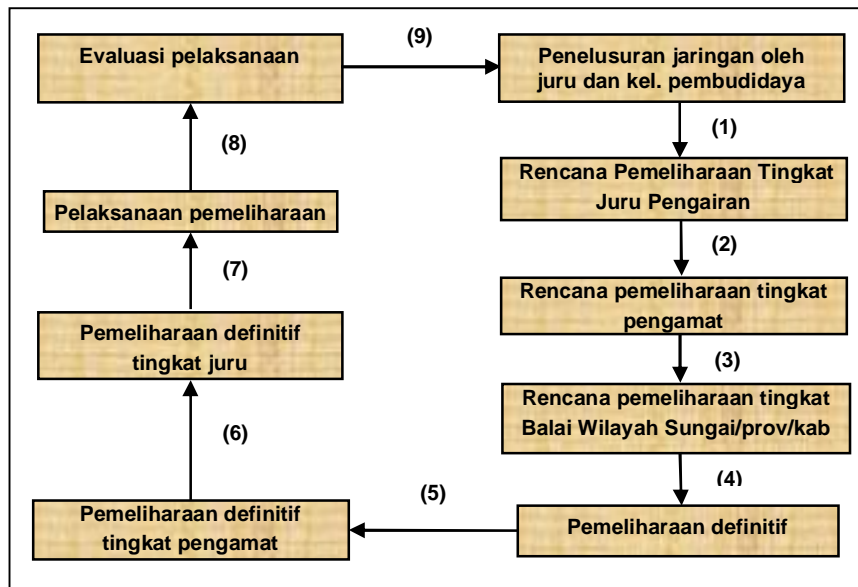 Evaluasi pelaksanaan
(9)
Penelusuran jaringan oleh
juru dan kel. pembudidaya
(1)
Rencana Pemeliharaan Tingkat
Juru Pengairan
(2)
Rencana pemeliharaan tingkat
pengamat
(3)
Rencana pemeliharaan tingkat
Balai Wilayah Sungai/prov/kab
(4)
Pemeliharaan definitif
(5)
Pemeliharaan definitif
tingkat pengamat
(6)
Pemeliharaan definitif
tingkat juru
(7)
Pelaksanaan pemeliharaan
(8)